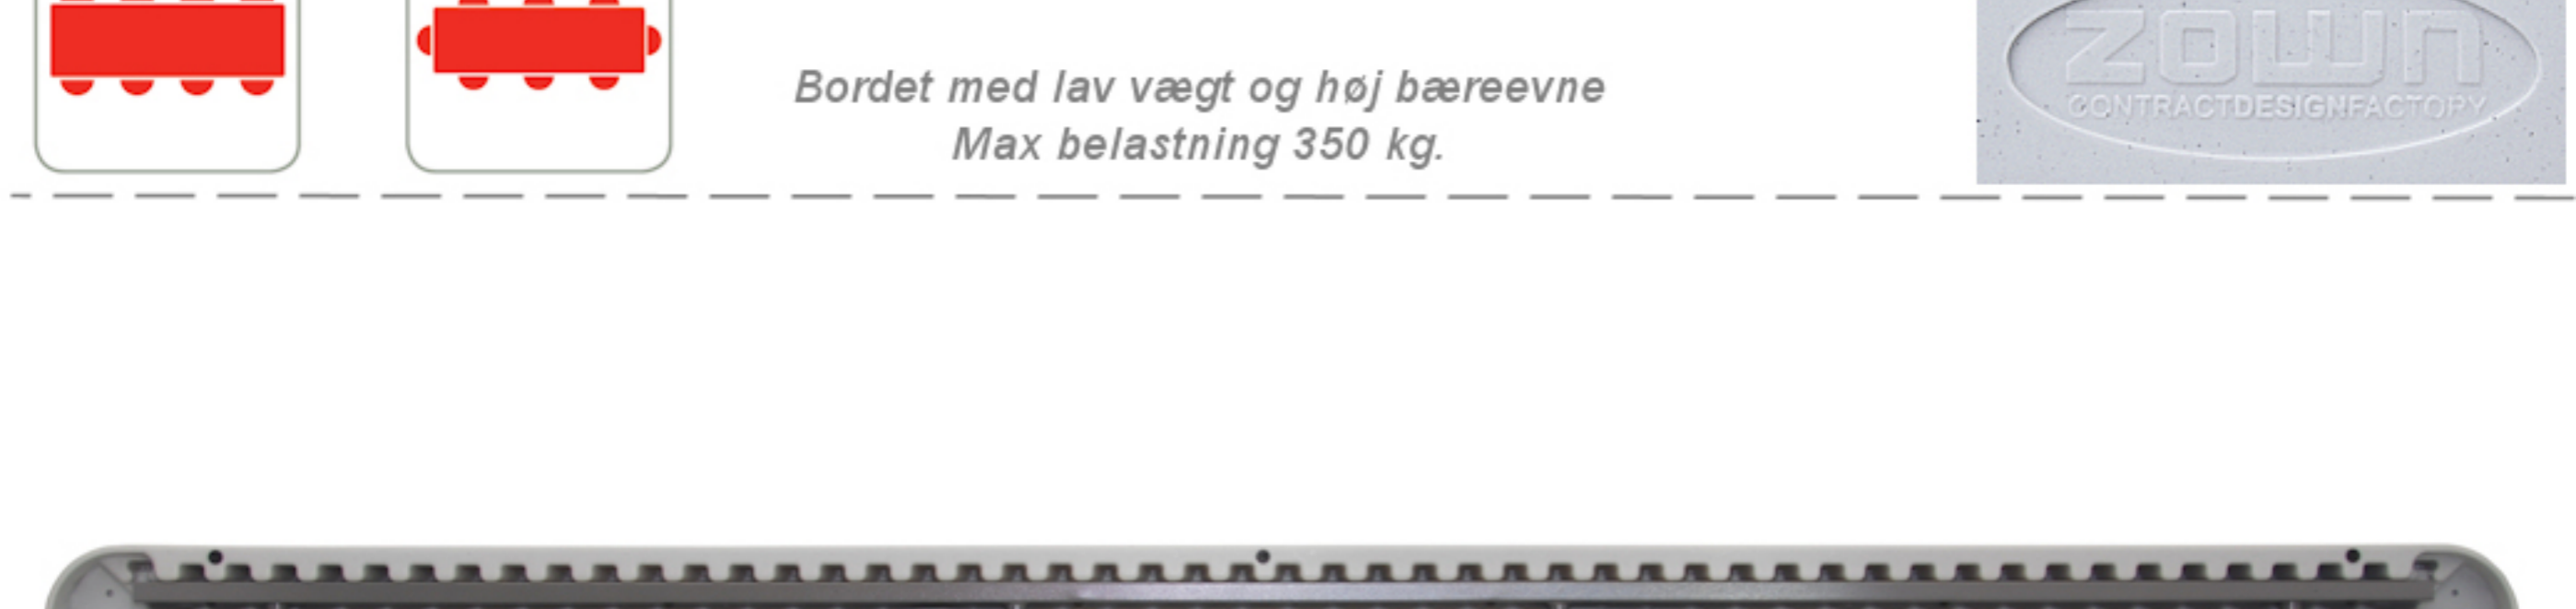 Bordet med lav vægt og høj bæreevne
Max belastning 350 kg.
ZOWN
CONTRACTDESIGNFACTORY